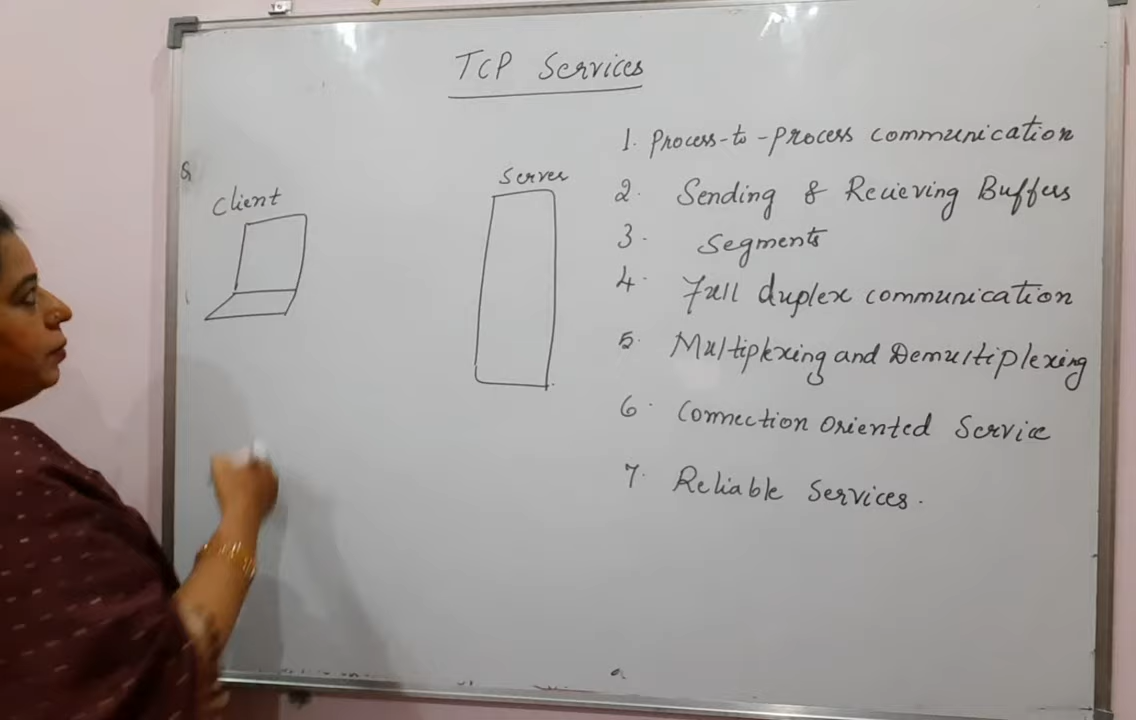 TCP Services
Client
Server
1. Process-to-Process communication
2. Sending & Recieving Buffers
3. Segments
4. Full duplex communication
5. Multiplexing and Demultiplexing
6. Connection Oriented Service
7. Reliable Services.